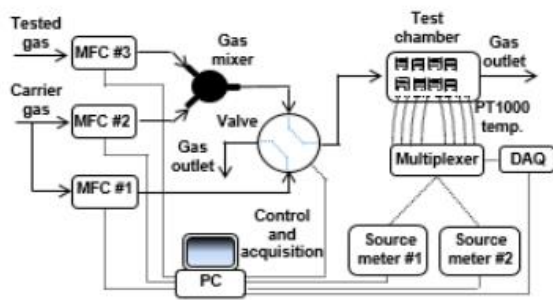 Tested
gas
MFC #3
Gas
mixer
Test
chamber
Gas
outlet
Carrier
gas
MFC #2
Valve
PT1000
temp.
Gas
outlet
Multiplexer
DAQ
MFC #1
Control
and
acquisition
PC
Source
meter #1
Source
meter #2